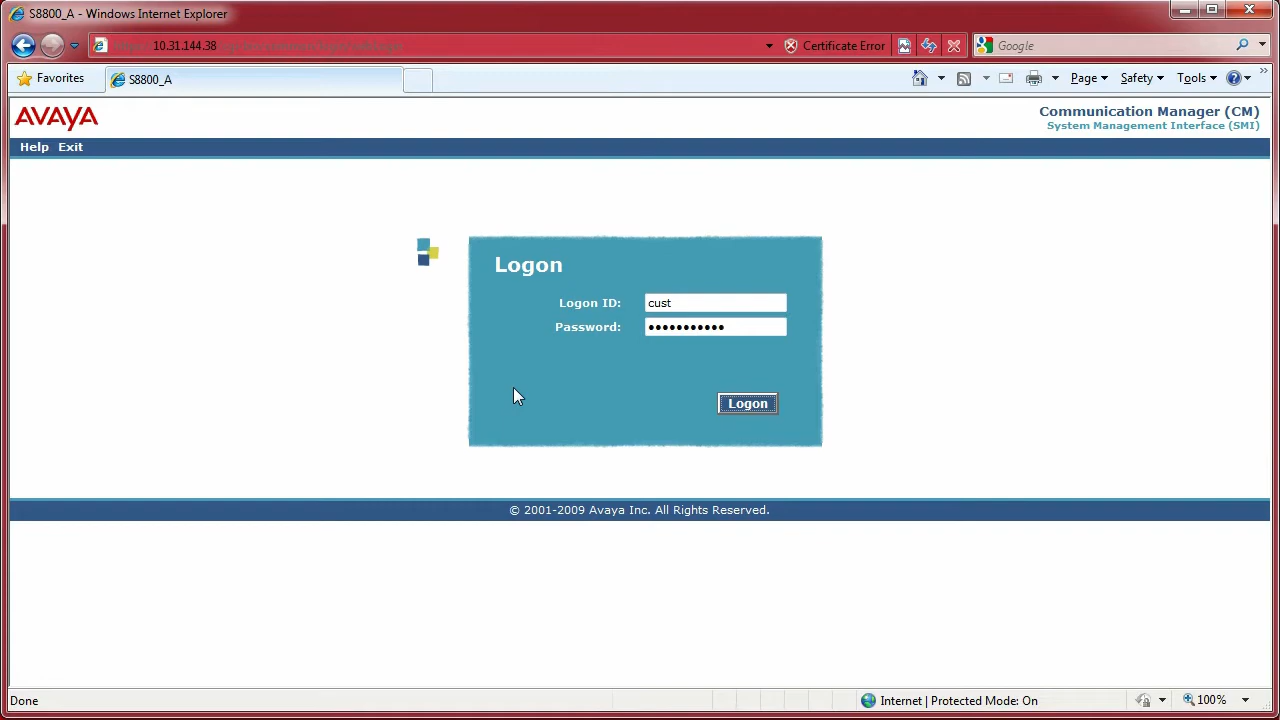 S8800_A - Windows Internet Explorer
10.31.144.38
Certificate Error
Google
Favorites
S8800_A
Page
Safety
Tools
AVAYA
Communication Manager (CM)
System Management Interface (SMI)
Help Exit
Logon
Logon ID: cust
Password: •••••••••••
Logon
© 2001-2009 Avaya Inc. All Rights Reserved.
Done
Internet | Protected Mode: On
100%